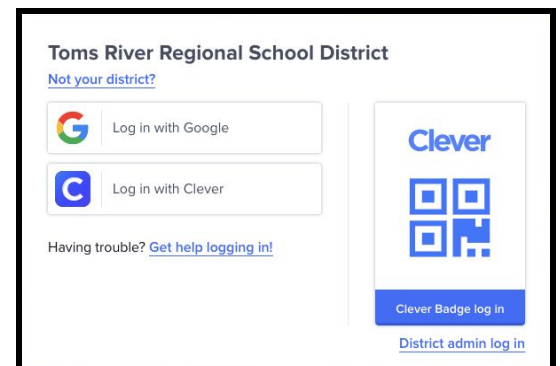 Toms River Regional School District
Not your district?
Log in with Google
Log in with Clever
Having trouble? Get help logging in!
Clever
Clever Badge log in
District admin log in